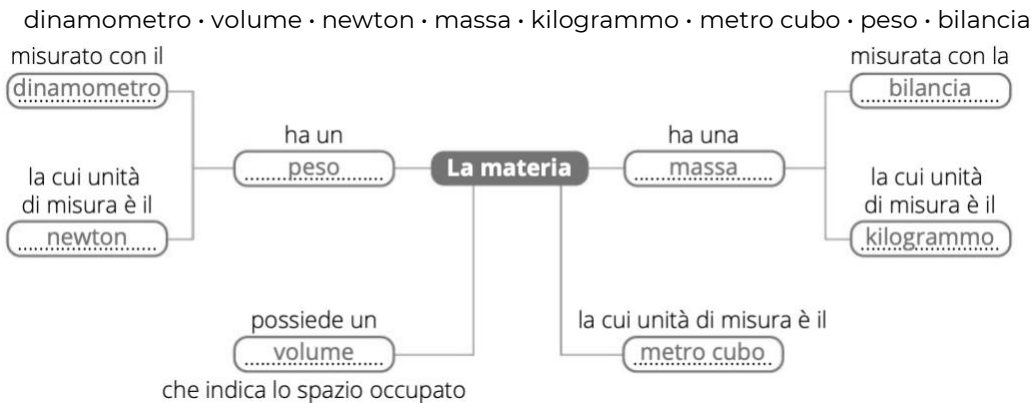 dinamometro • volume • newton • massa • kilogrammo • metro cubo • peso • bilancia
misurato con il
dinamometro
la cui unità
di misura è il
newton
ha un
peso
La materia
ha una
massa
misurata con la
bilancia
la cui unità
di misura è il
kilogrammo
possiede un
volume
che indica lo spazio occupato
la cui unità di misura è il
metro cubo